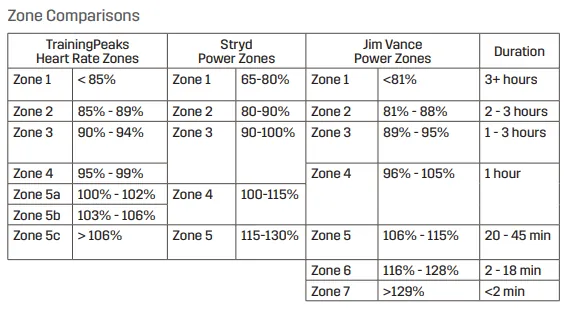 Zone Comparisons
TrainingPeaks
Heart Rate Zones
Stryd
Power Zones
Jim Vance
Power Zones
Duration
Zone 1 < 85% Zone 1 65-80% Zone 1 <81% 3+ hours
Zone 2 85% - 89% Zone 2 80-90% Zone 2 81% - 88% 2 - 3 hours
Zone 3 90% - 94% Zone 3 90-100% Zone 3 89% - 95% 1 - 3 hours
Zone 4 95% - 99% Zone 4 96% - 105% 1 hour
Zone 5a 100% - 102% Zone 4 100-115%
Zone 5b 103% - 106%
Zone 5c > 106% Zone 5 115-130% Zone 5 106% - 115% 20 - 45 min
Zone 6 116% - 128% 2 - 18 min
Zone 7 >129% <2 min